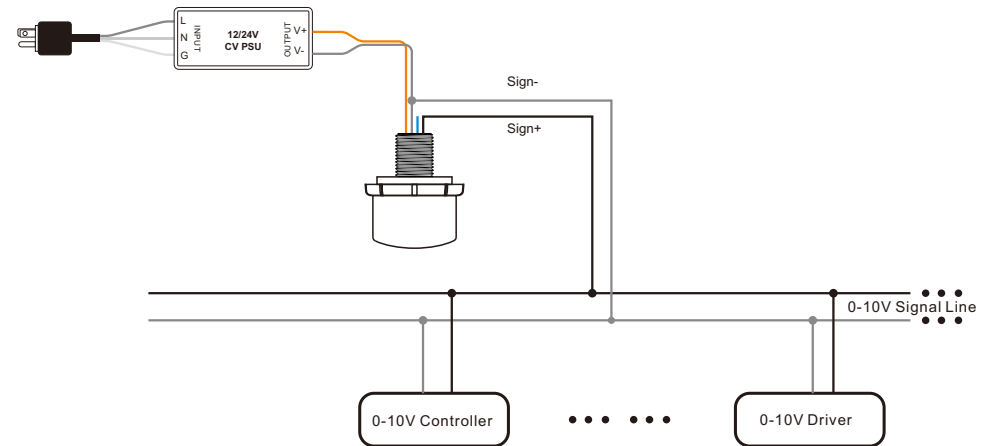 L
N
G
INPUT
12/24V
CV PSU
OUTPUT
V+
V-
Sign-
Sign+
0-10V Signal Line
0-10V Controller
0-10V Driver